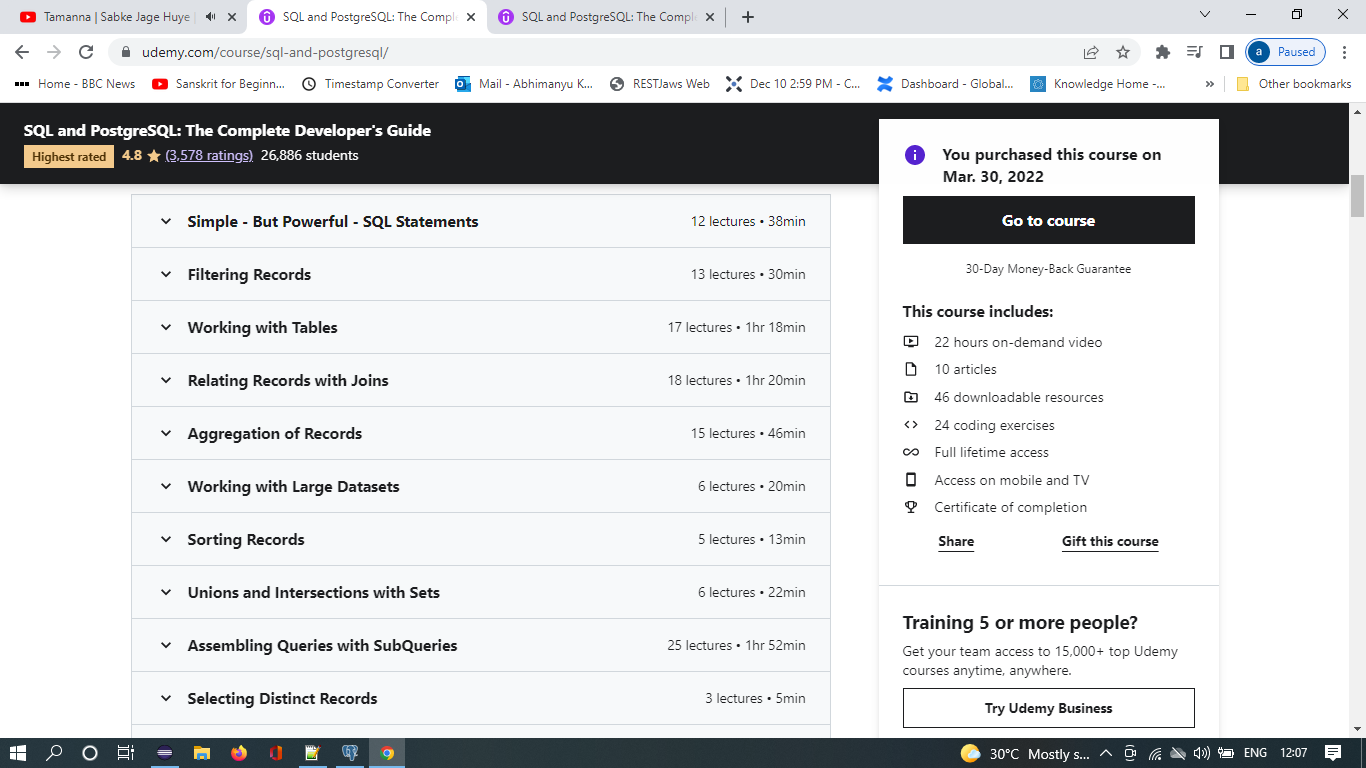 Tamanna | Sabke Jage Huye
SQL and PostgreSQL: The Compl
SQL and PostgreSQL: The Compl
udemy.com/course/sql-and-postgresql/
a Paused
Home - BBC News
Sanskrit for Beginn...
Timestamp Converter
Mail - Abhimanyu K...
RESTJaws Web
Dec 10 2:59 PM - C...
Dashboard - Global...
Knowledge Home -...
»
Other bookmarks
SQL and PostgreSQL: The Complete Developer's Guide
Highest rated 4.8 (3,578 ratings) 26,886 students
Simple - But Powerful - SQL Statements 12 lectures • 38min
Filtering Records 13 lectures • 30min
Working with Tables 17 lectures • 1hr 18min
Relating Records with Joins 18 lectures • 1hr 20min
Aggregation of Records 15 lectures • 46min
Working with Large Datasets 6 lectures • 20min
Sorting Records 5 lectures • 13min
Unions and Intersections with Sets 6 lectures • 22min
Assembling Queries with SubQueries 25 lectures • 1hr 52min
Selecting Distinct Records 3 lectures • 5min
You purchased this course on
Mar. 30, 2022
Go to course
30-Day Money-Back Guarantee
This course includes:
22 hours on-demand video
10 articles
46 downloadable resources
24 coding exercises
Full lifetime access
Access on mobile and TV
Certificate of completion
Share Gift this course
Training 5 or more people?
Get your team access to 15,000+ top Udemy
courses anytime, anywhere.
Try Udemy Business
30°C Mostly s... ENG 12:07